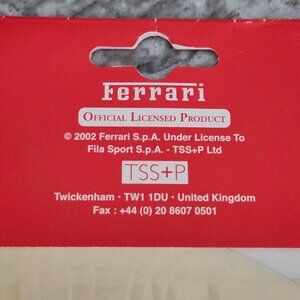 Ferrari
OFFICIAL LICENSED PRODUCT
© 2002 Ferrari S.p.A. Under License To
Fila Sport S.p.A. - TSS+P Ltd
TSS+P
Twickenham · TW1 1DU · United Kingdom
Fax : +44 (0) 20 8607 0501